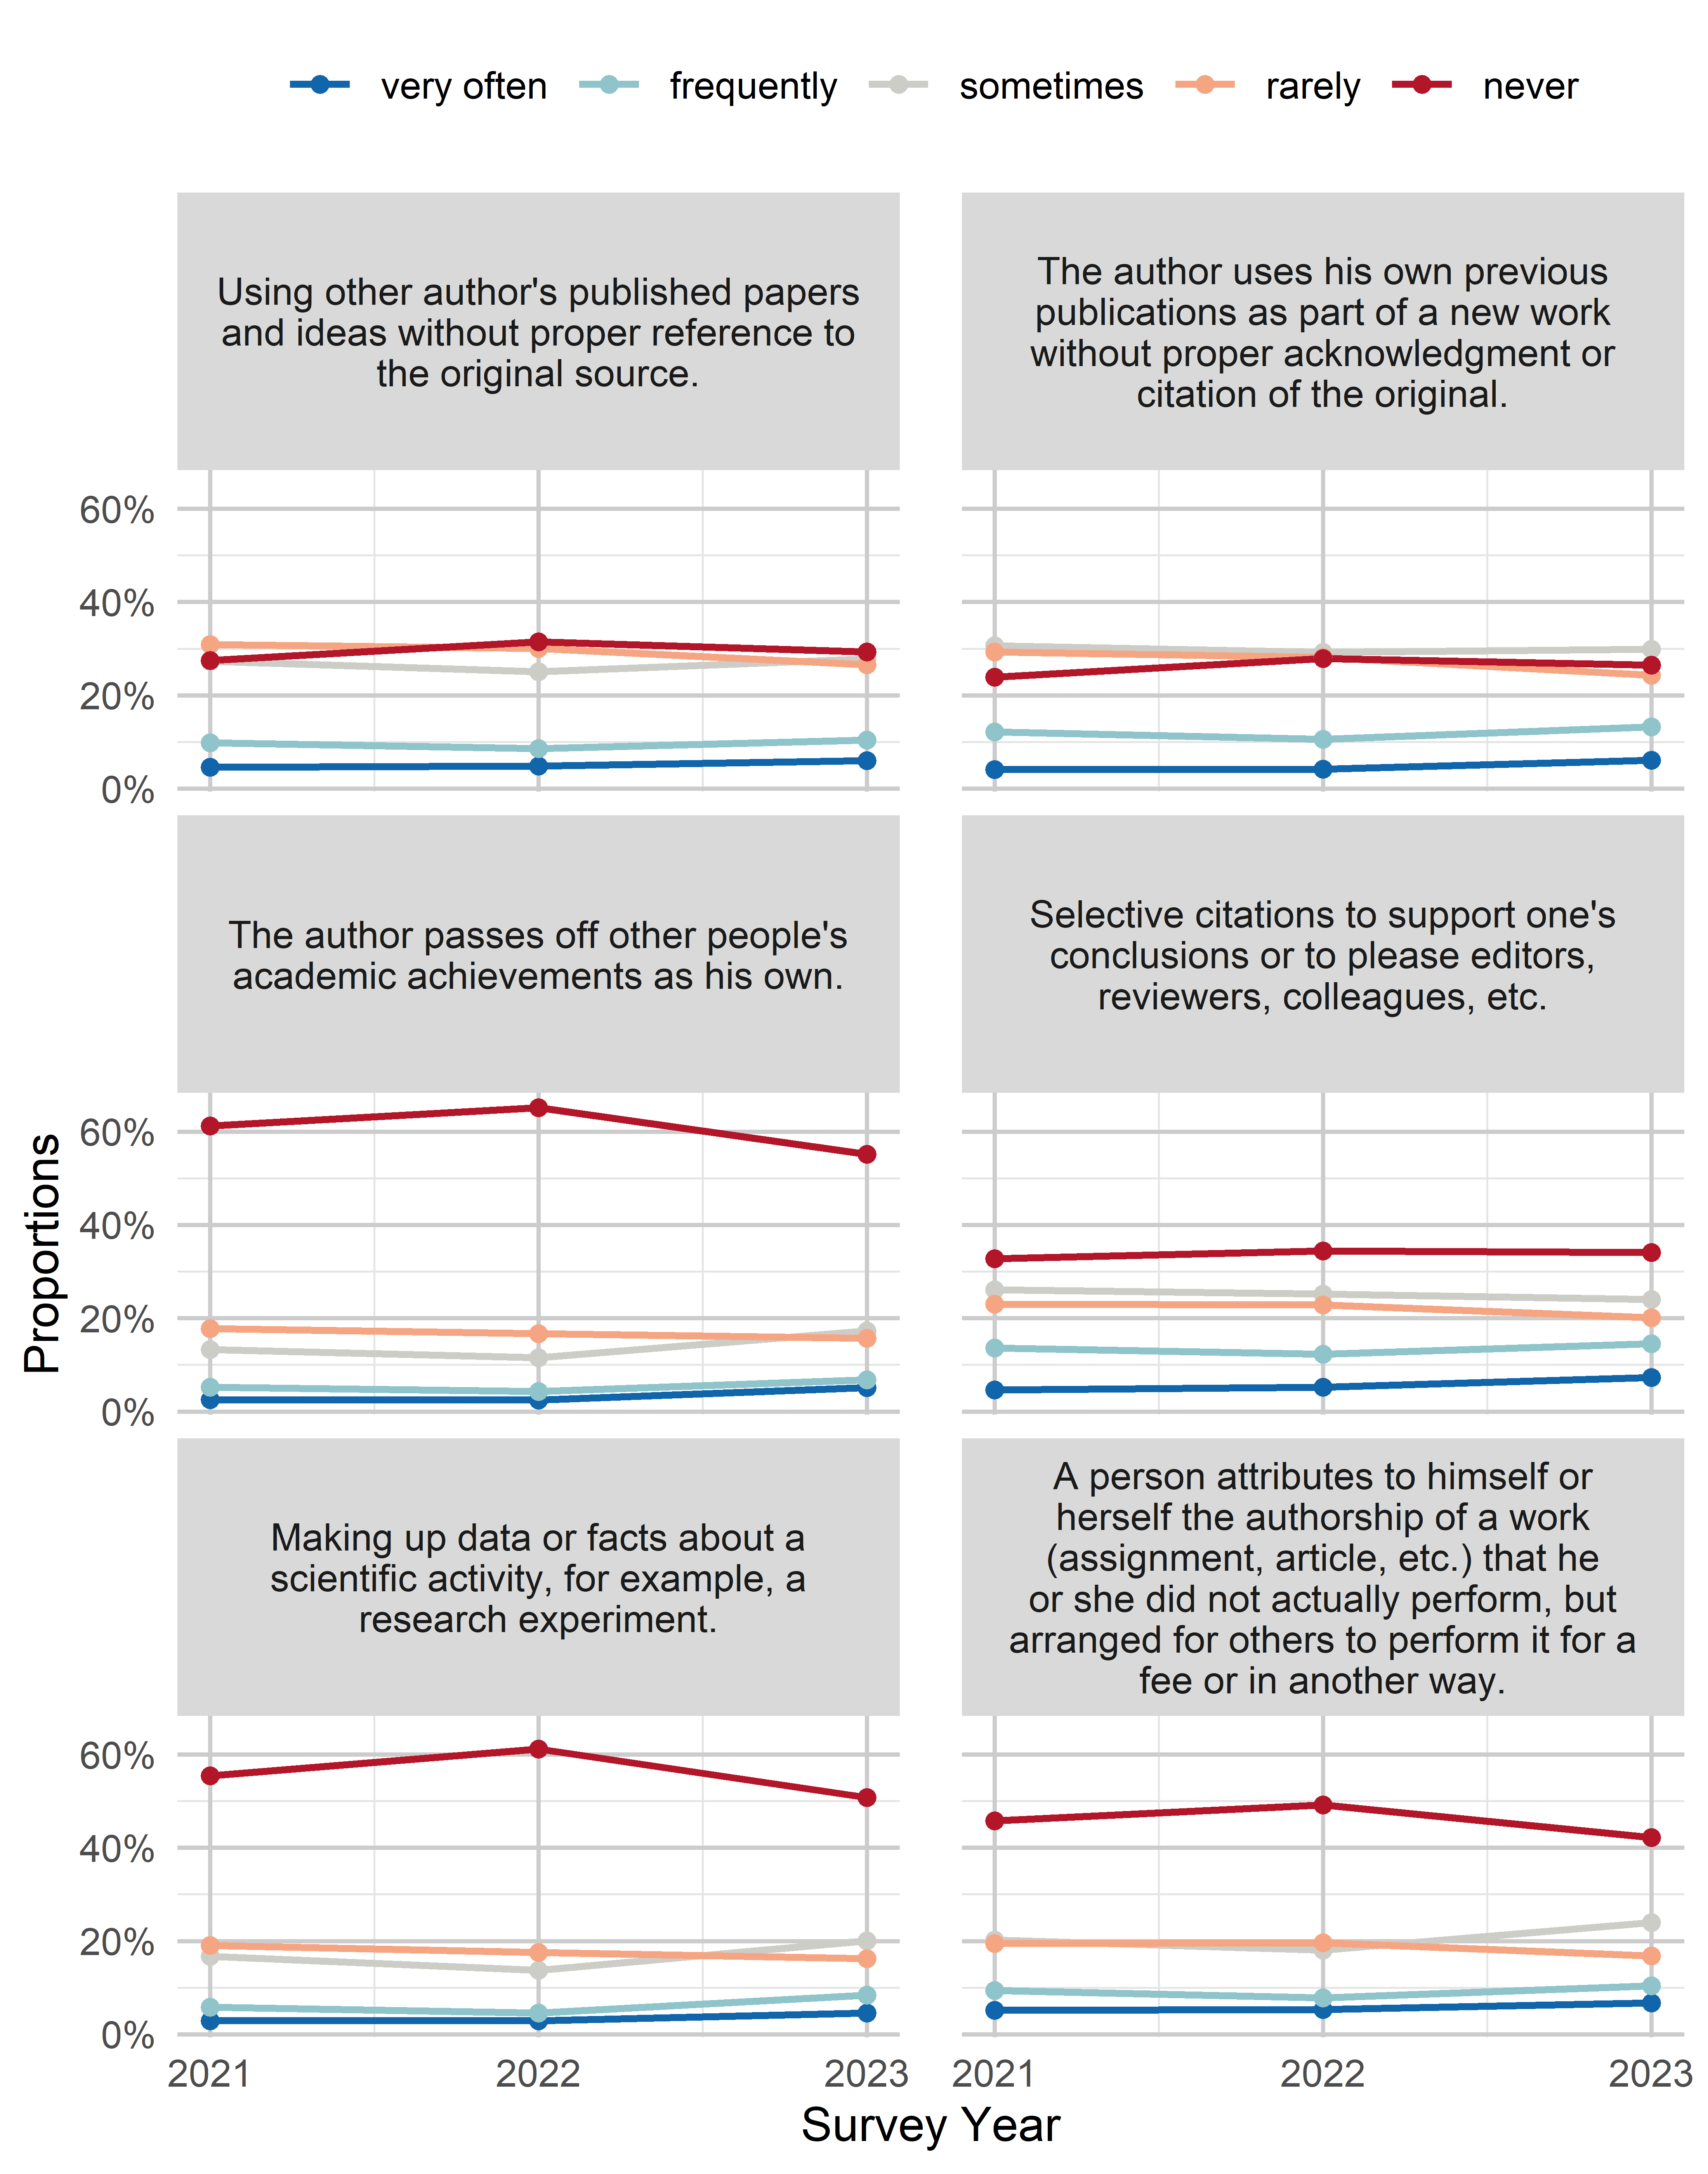 very often
frequently
sometimes
rarely
never
Using other author's published papers
and ideas without proper reference to
the original source.
The author uses his own previous
publications as part of a new work
without proper acknowledgment or
citation of the original.
60%
40%
20%
0%
The author passes off other people's
academic achievements as his own.
Selective citations to support one's
conclusions or to please editors,
reviewers, colleagues, etc.
60%
40%
20%
0%
Proportions
Making up data or facts about a
scientific activity, for example, a
research experiment.
A person attributes to himself or
herself the authorship of a work
(assignment, article, etc.) that he
or she did not actually perform, but
arranged for others to perform it for a
fee or in another way.
60%
40%
20%
0%
2021
2022
2023
2021
2022
2023
Survey Year